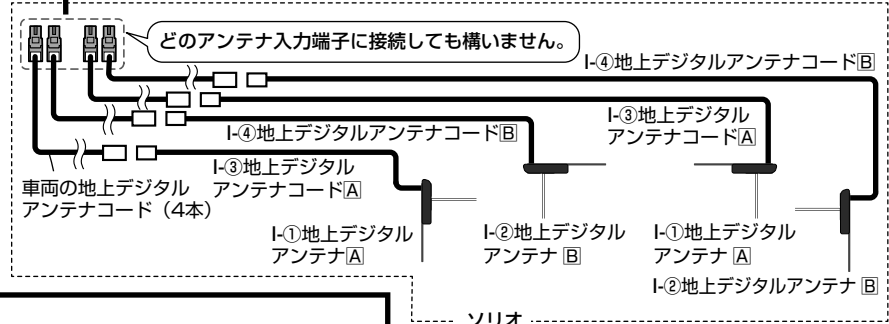 どのアンテナ入力端子に接続しても構いません。
I-④地上デジタルアンテナコードB
I-③地上デジタル
アンテナコードA
I-④地上デジタルアンテナコードB
I-③地上デジタル
アンテナコードA
車両の地上デジタル
アンテナコード（4本）
I-①地上デジタル
アンテナA
I-②地上デジタル
アンテナ B
I-①地上デジタル
アンテナ A
I-②地上デジタルアンテナ B
ソリオ